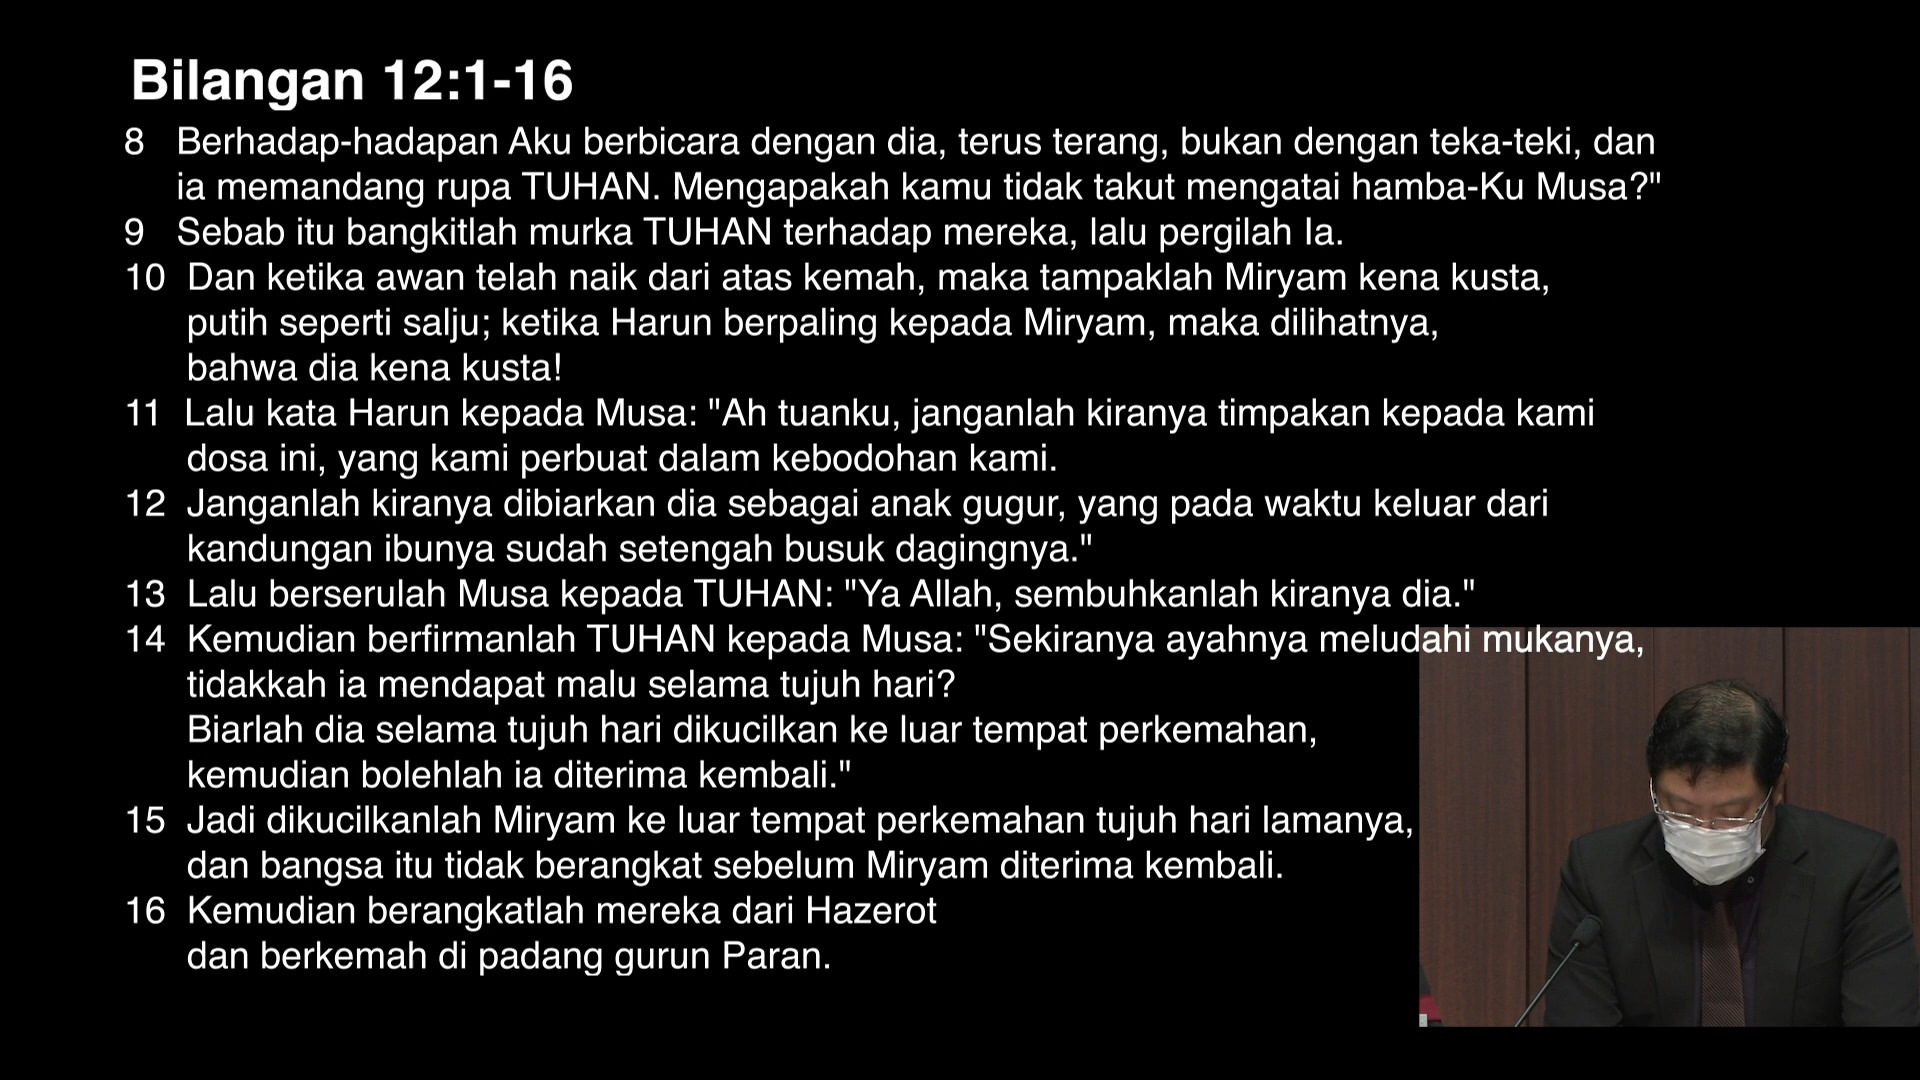 Bilangan 12:1-16
8 Berhadap-hadapan Aku berbicara dengan dia, terus terang, bukan dengan teka-teki, dan
ia memandang rupa TUHAN. Mengapakah kamu tidak takut mengatai hamba-Ku Musa?"
9 Sebab itu bangkitlah murka TUHAN terhadap mereka, lalu pergilah Ia.
10 Dan ketika awan telah naik dari atas kemah, maka tampaklah Miryam kena kusta,
putih seperti salju; ketika Harun berpaling kepada Miryam, maka dilihatnya,
bahwa dia kena kusta!
11 Lalu kata Harun kepada Musa: "Ah tuanku, janganlah kiranya timpakan kepada kami
dosa ini, yang kami perbuat dalam kebodohan kami.
12 Janganlah kiranya dibiarkan dia sebagai anak gugur, yang pada waktu keluar dari
kandungan ibunya sudah setengah busuk dagingnya."
13 Lalu berserulah Musa kepada TUHAN: "Ya Allah, sembuhkanlah kiranya dia."
14 Kemudian berfirmanlah TUHAN kepada Musa: "Sekiranya ayahnya meludahi mukanya,
tidakkah ia mendapat malu selama tujuh hari?
Biarlah dia selama tujuh hari dikucilkan ke luar tempat perkemahan,
kemudian bolehlah ia diterima kembali."
15 Jadi dikucilkanlah Miryam ke luar tempat perkemahan tujuh hari lamanya,
dan bangsa itu tidak berangkat sebelum Miryam diterima kembali.
16 Kemudian berangkatlah mereka dari Hazerot
dan berkemah di padang gurun Paran.